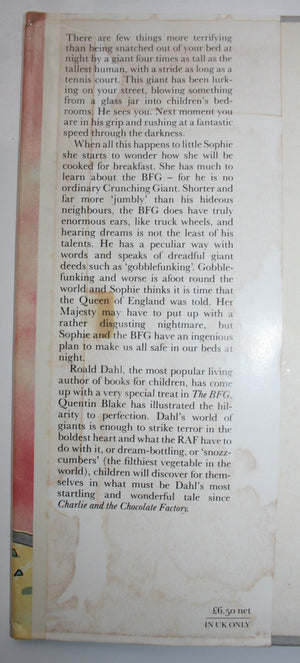 There are few things more terrifying
than being snatched out of your bed at
night by a giant four times as tall as the
tallest human, with a stride as long as a
tennis court. This giant has been lurk-
ing on your street, blowing something
from a glass jar into children's bed-
rooms. He sees you. Next moment you
are in his grip and rushing at a fantastic
speed through the darkness.
When all this happens to little Sophie
she starts to wonder how she will be
cooked for breakfast. She has much to
learn about the BFG – for he is no
ordinary Crunching Giant. Shorter and
far more 'jumbly' than his hideous
neighbours, the BFG does have truly
enormous ears, like truck wheels, and
hearing dreams is not the least of his
talents. He has a peculiar way with
words and speaks of dreadful giant
deeds such as 'gobblefunking'. Gobble-
funking and worse is afoot round the
world and Sophie thinks it is time that
the Queen of England was told. Her
Majesty may have to put up with a
rather disgusting nightmare, but
Sophie and the BFG have an ingenious
plan to make us all safe in our beds at
night.
Roald Dahl, the most popular living
author of books for children, has come
up with a very special treat in The BFG.
Quentin Blake has illustrated the hil-
arity to perfection. Dahl's world of
giants is enough to strike terror in the
boldest heart and what the RAF have to
do with it, or dream-bottling, or 'snozz-
cumbers' (the filthiest vegetable in the
world), children will discover for them-
selves in what must be Dahl's most
startling and wonderful tale since
Charlie and the Chocolate Factory.
£6.50 net
IN UK ONLY